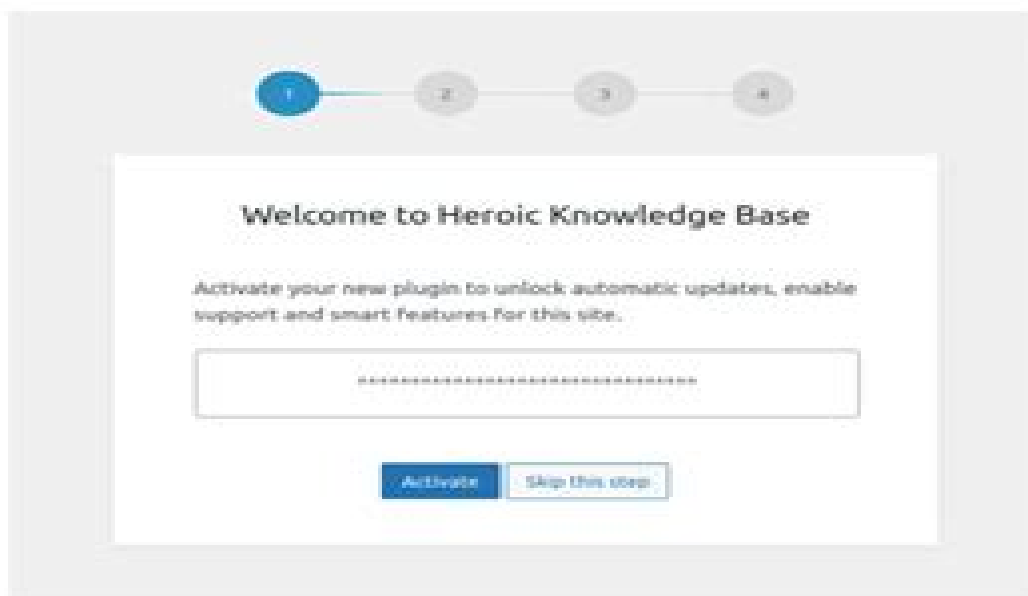 1 2 3 4
Welcome to Heroic Knowledge Base
Activate your new plugin to unlock automatic updates, enable
support and smart features for this site.
Activate Skip this step